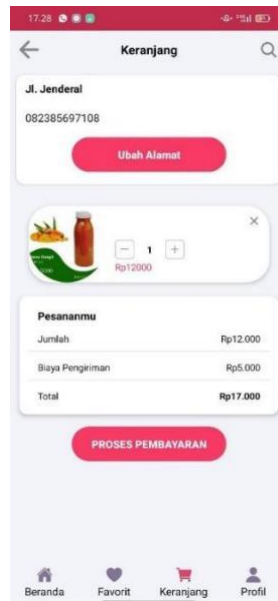 17.28
Keranjang
Jl. Jenderal
082385697108
Ubah Alamat
1
Rp12000
Pesananmu
Jumlah Rp12.000
Biaya Pengiriman Rp5.000
Total Rp17.000
PROSES PEMBAYARAN
Beranda Favorit Keranjang Profil